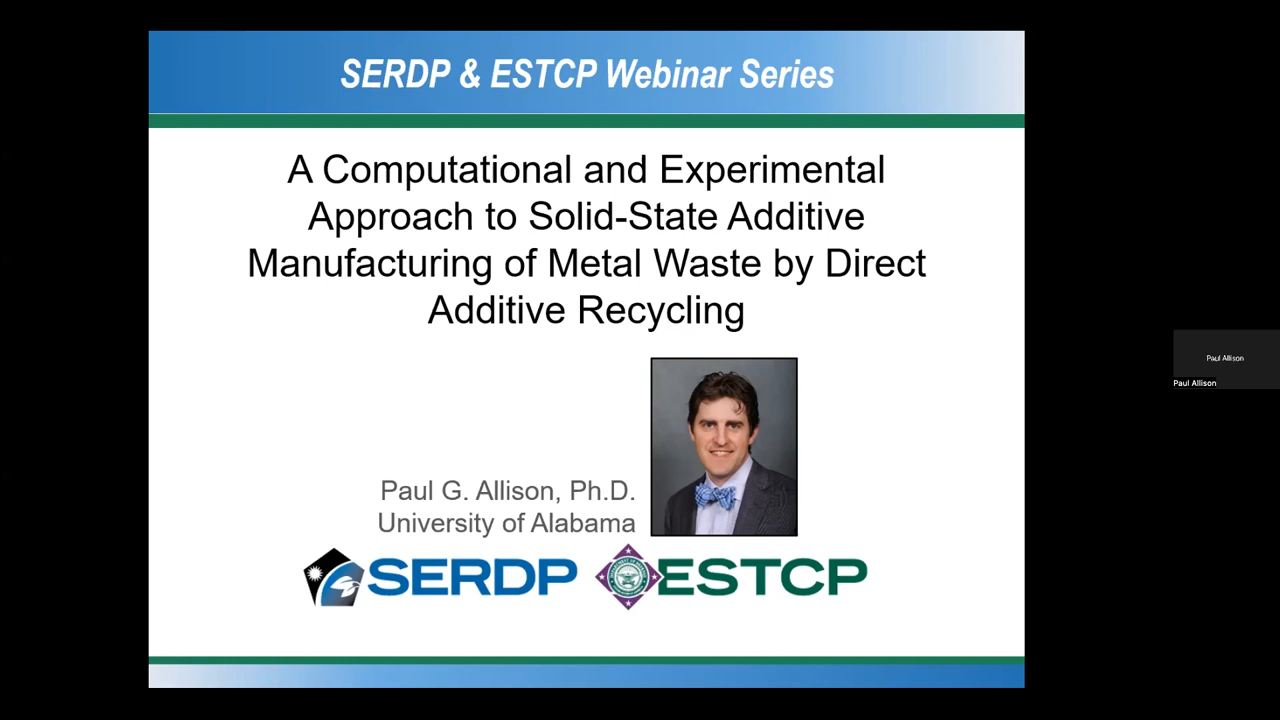 SERDP & ESTCP Webinar Series
A Computational and Experimental
Approach to Solid-State Additive
Manufacturing of Metal Waste by Direct
Additive Recycling
Paul G. Allison, Ph.D.
University of Alabama
SERDP
ESTCP
Paul Allison
Paul Allison